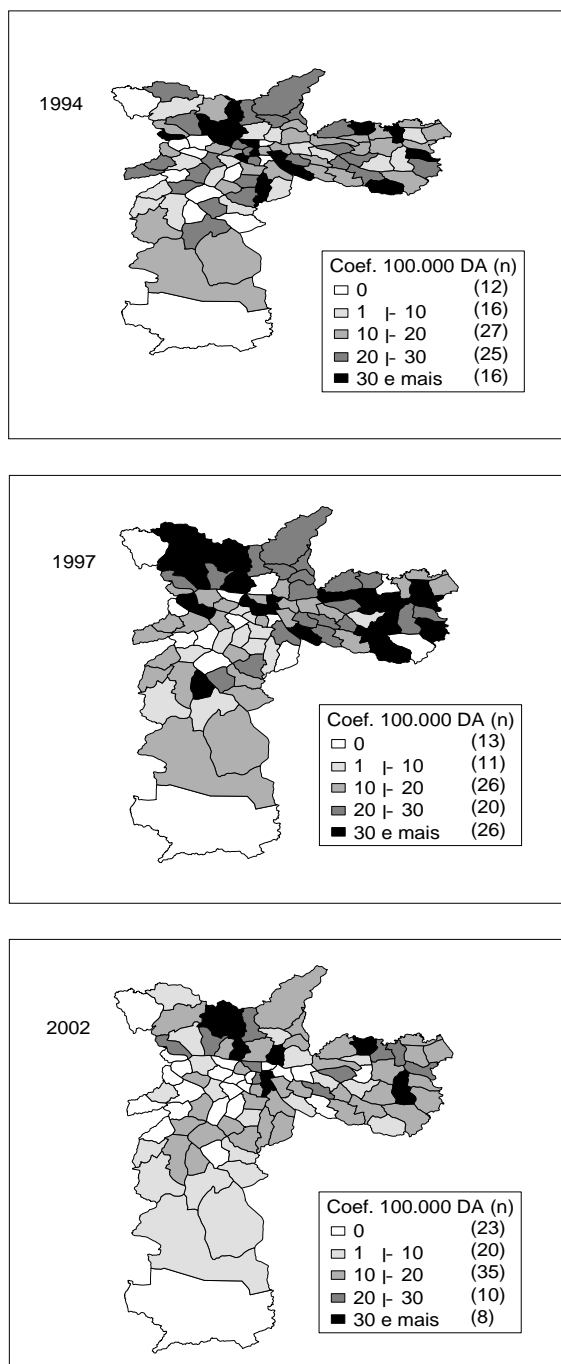 1994
Coef. 100.000 DA (n)
0 (12)
1 |- 10 (16)
10 |- 20 (27)
20 |- 30 (25)
30 e mais (16)
1997
Coef. 100.000 DA (n)
0 (13)
1 |- 10 (11)
10 |- 20 (26)
20 |- 30 (20)
30 e mais (26)
2002
Coef. 100.000 DA (n)
0 (23)
1 |- 10 (20)
10 |- 20 (35)
20 |- 30 (10)
30 e mais (8)